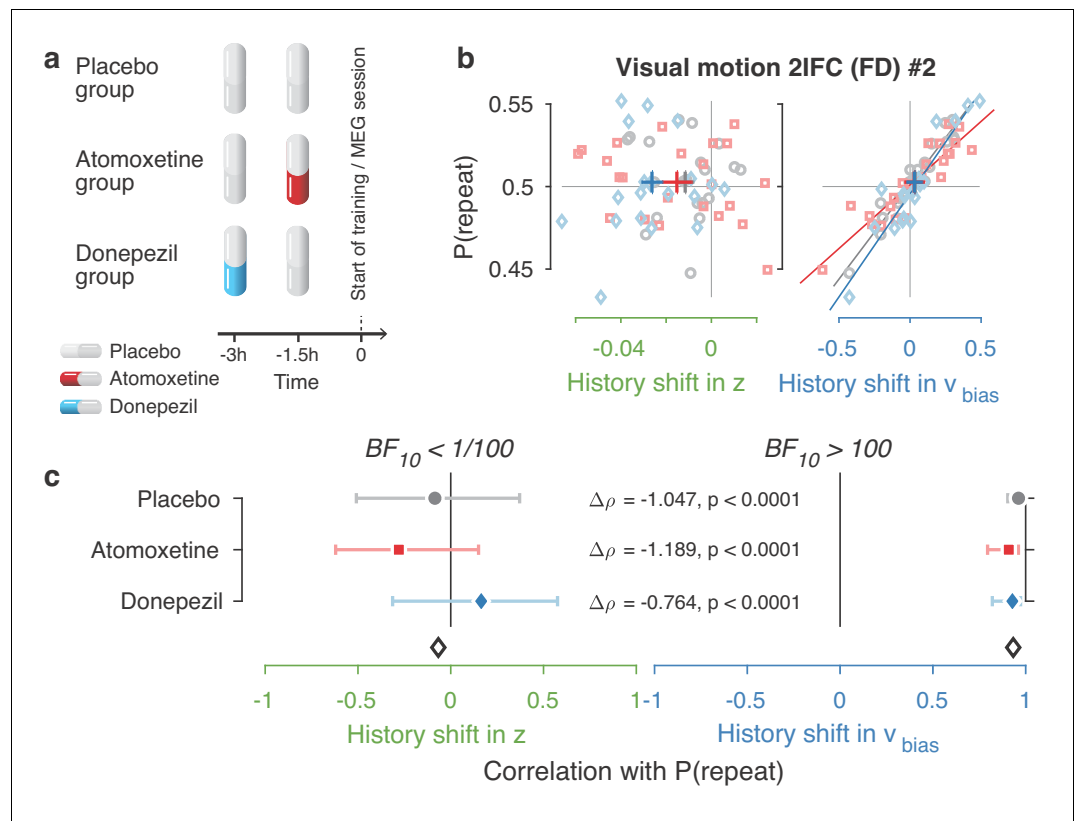 a
Placebo
group
Atomoxetine
group
Donepezil
group
Start of training / MEG session
-3h -1.5h 0
Time
Placebo
Atomoxetine
Donepezil
b
Visual motion 2IFC (FD) #2
P(repeat)
0.55
0.5
0.45
-0.04 0
History shift in z
-0.5 0 0.5
History shift in v bias
c
BF10 < 1/100
BF10 > 100
Placebo
Δρ = -1.047, p < 0.0001
Atomoxetine
Δρ = -1.189, p < 0.0001
Donepezil
Δρ = -0.764, p < 0.0001
-1 -0.5 0 0.5 1
History shift in z
-1 -0.5 0 0.5 1
History shift in v bias
Correlation with P(repeat)